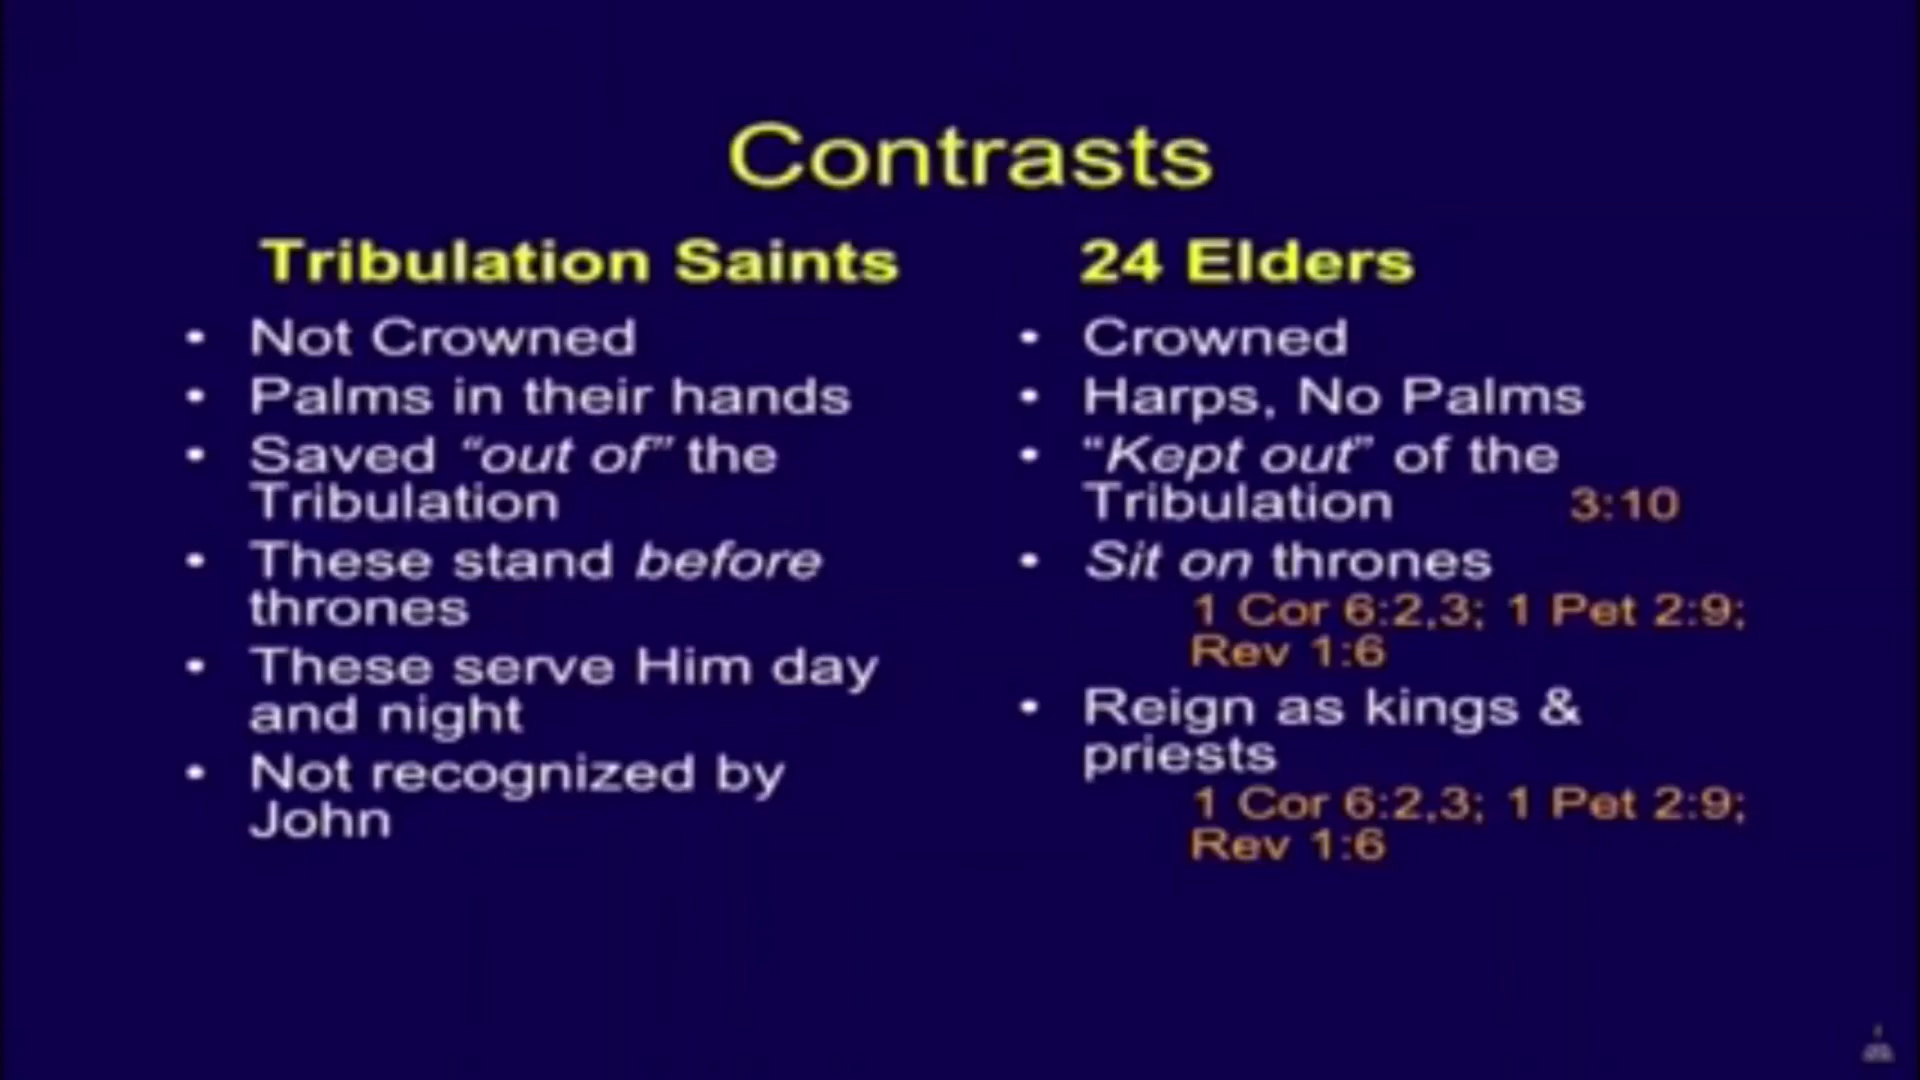 Contrasts
Tribulation Saints
• Not Crowned
• Palms in their hands
• Saved “out of” the
Tribulation
• These stand before
thrones
• These serve Him day
and night
• Not recognized by
John
24 Elders
• Crowned
• Harps, No Palms
• “Kept out” of the
Tribulation 3:10
• Sit on thrones
1 Cor 6:2,3; 1 Pet 2:9;
Rev 1:6
• Reign as kings &
priests
1 Cor 6:2,3; 1 Pet 2:9;
Rev 1:6